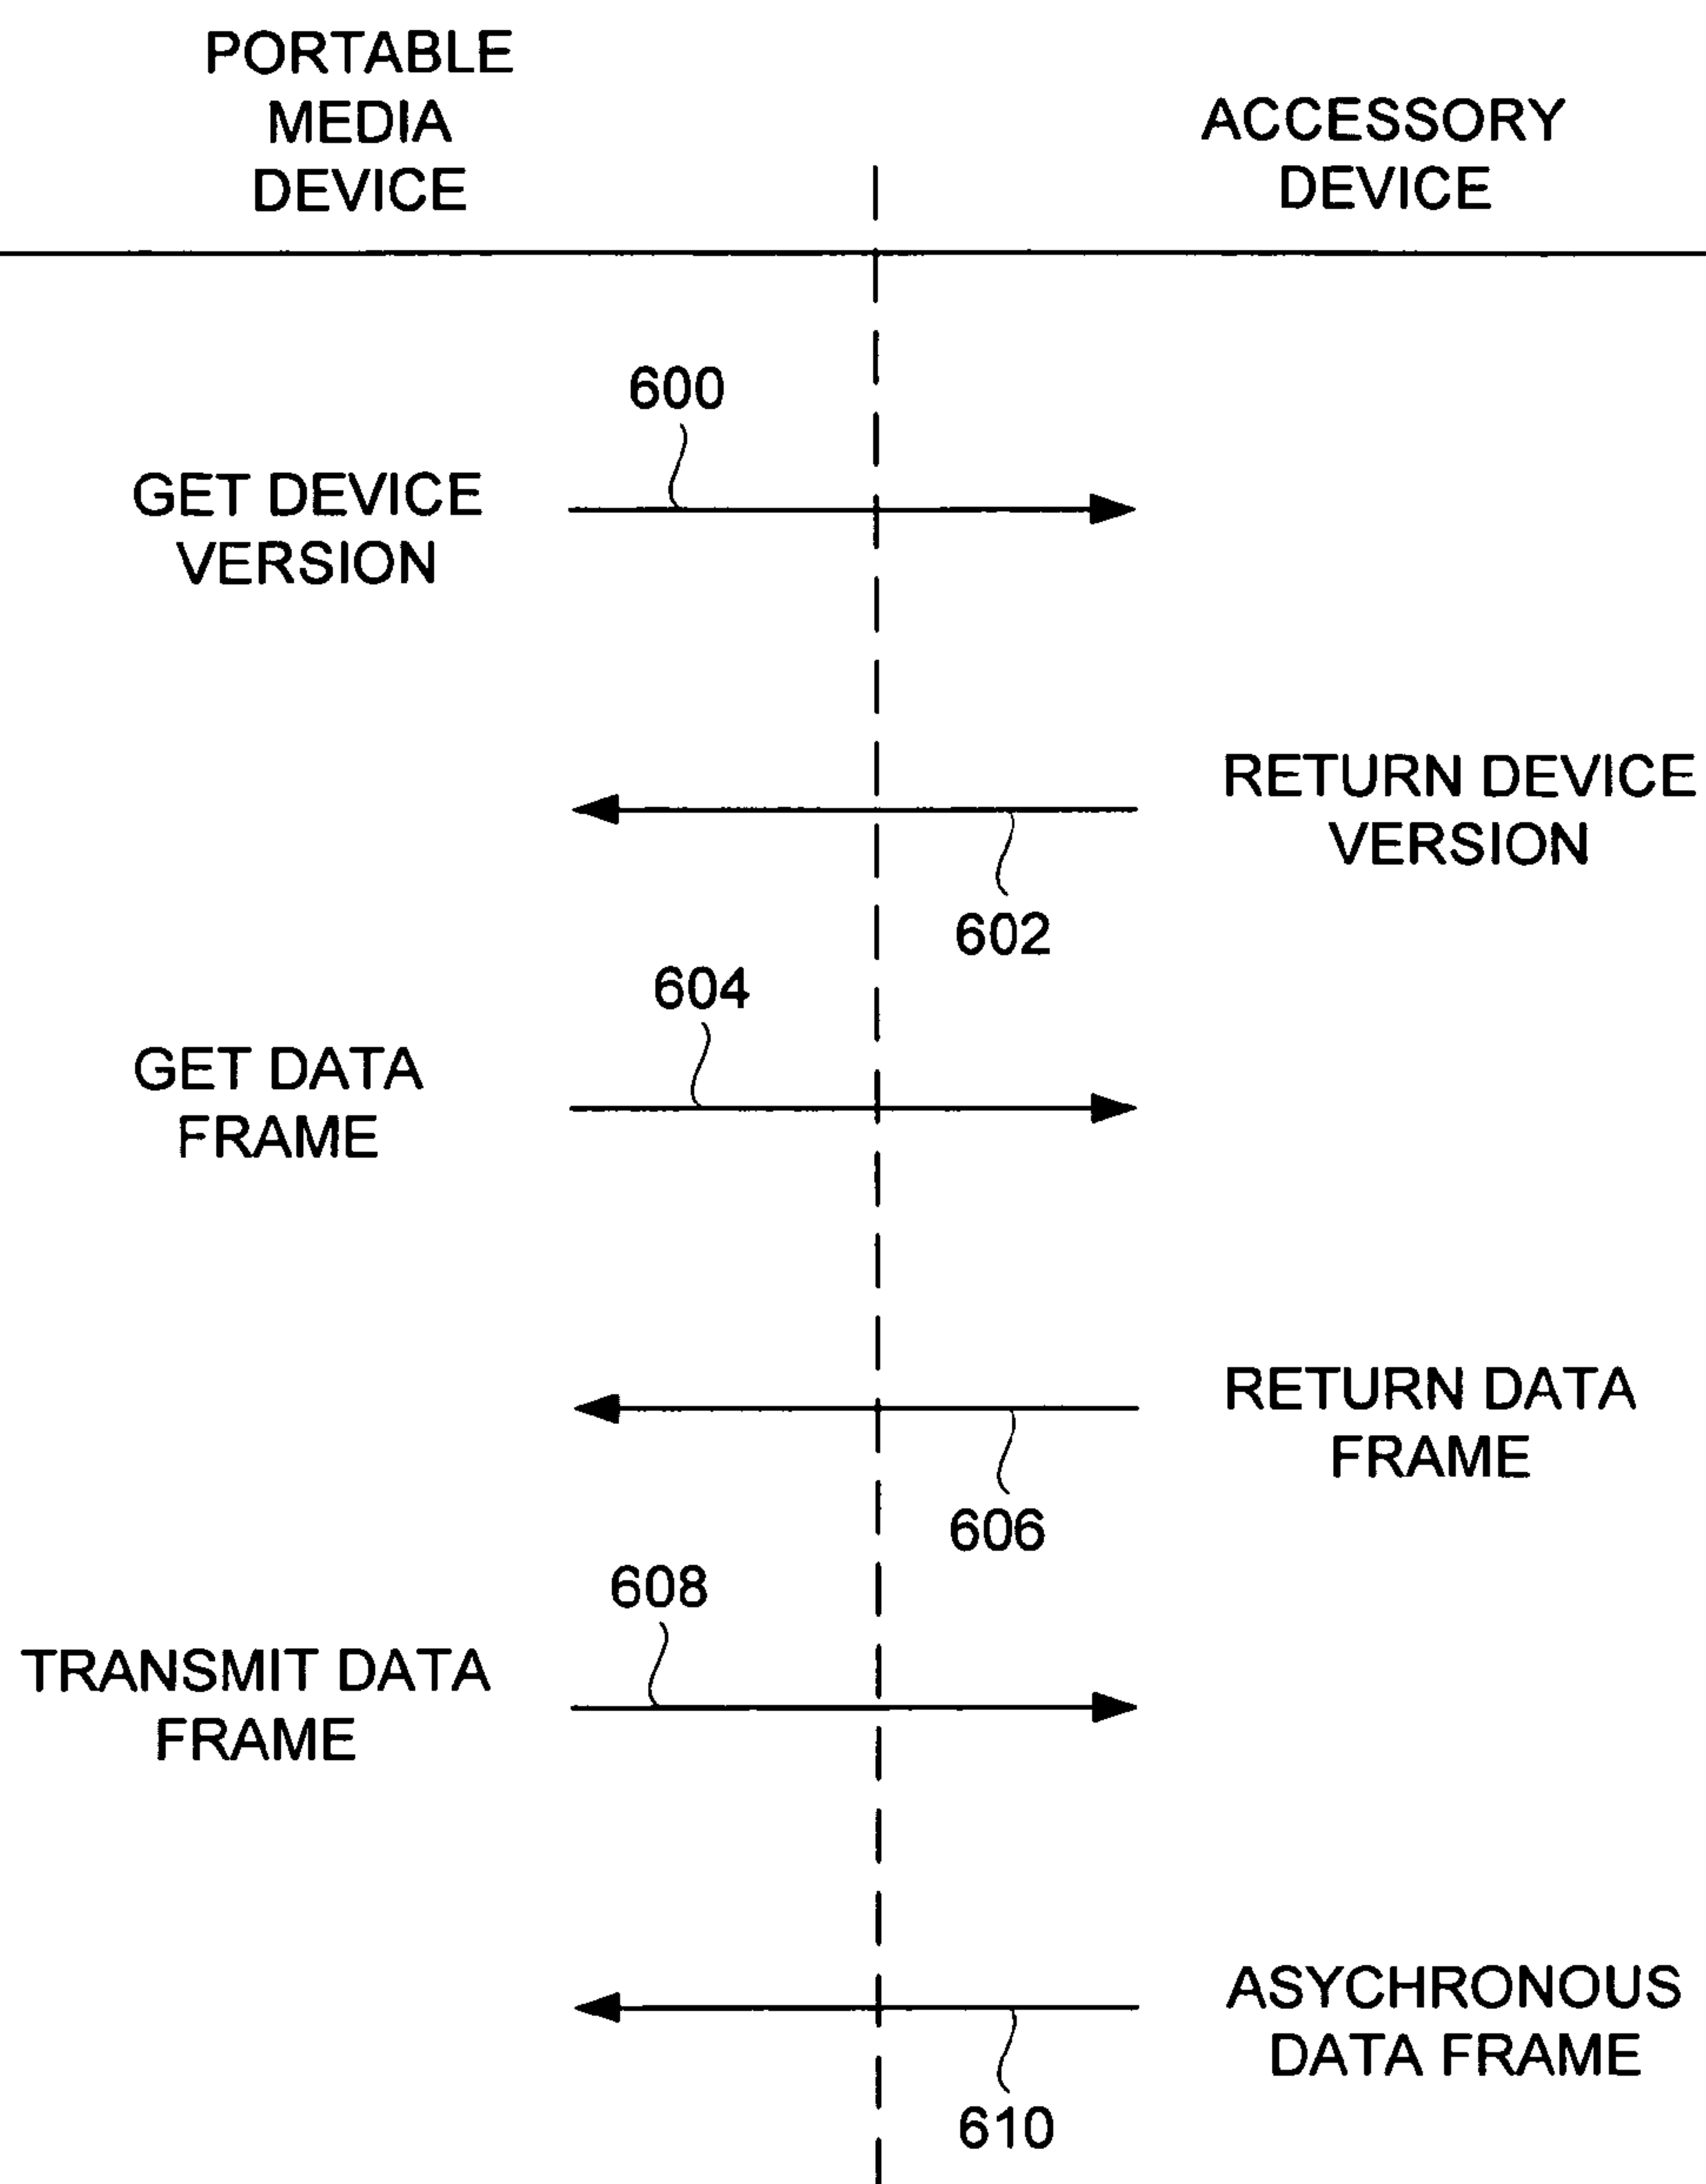 PORTABLE
MEDIA
DEVICE
ACCESSORY
DEVICE
600
GET DEVICE
VERSION
RETURN DEVICE
VERSION
602
604
GET DATA
FRAME
RETURN DATA
FRAME
606
608
TRANSMIT DATA
FRAME
ASYCHRONOUS
DATA FRAME
610